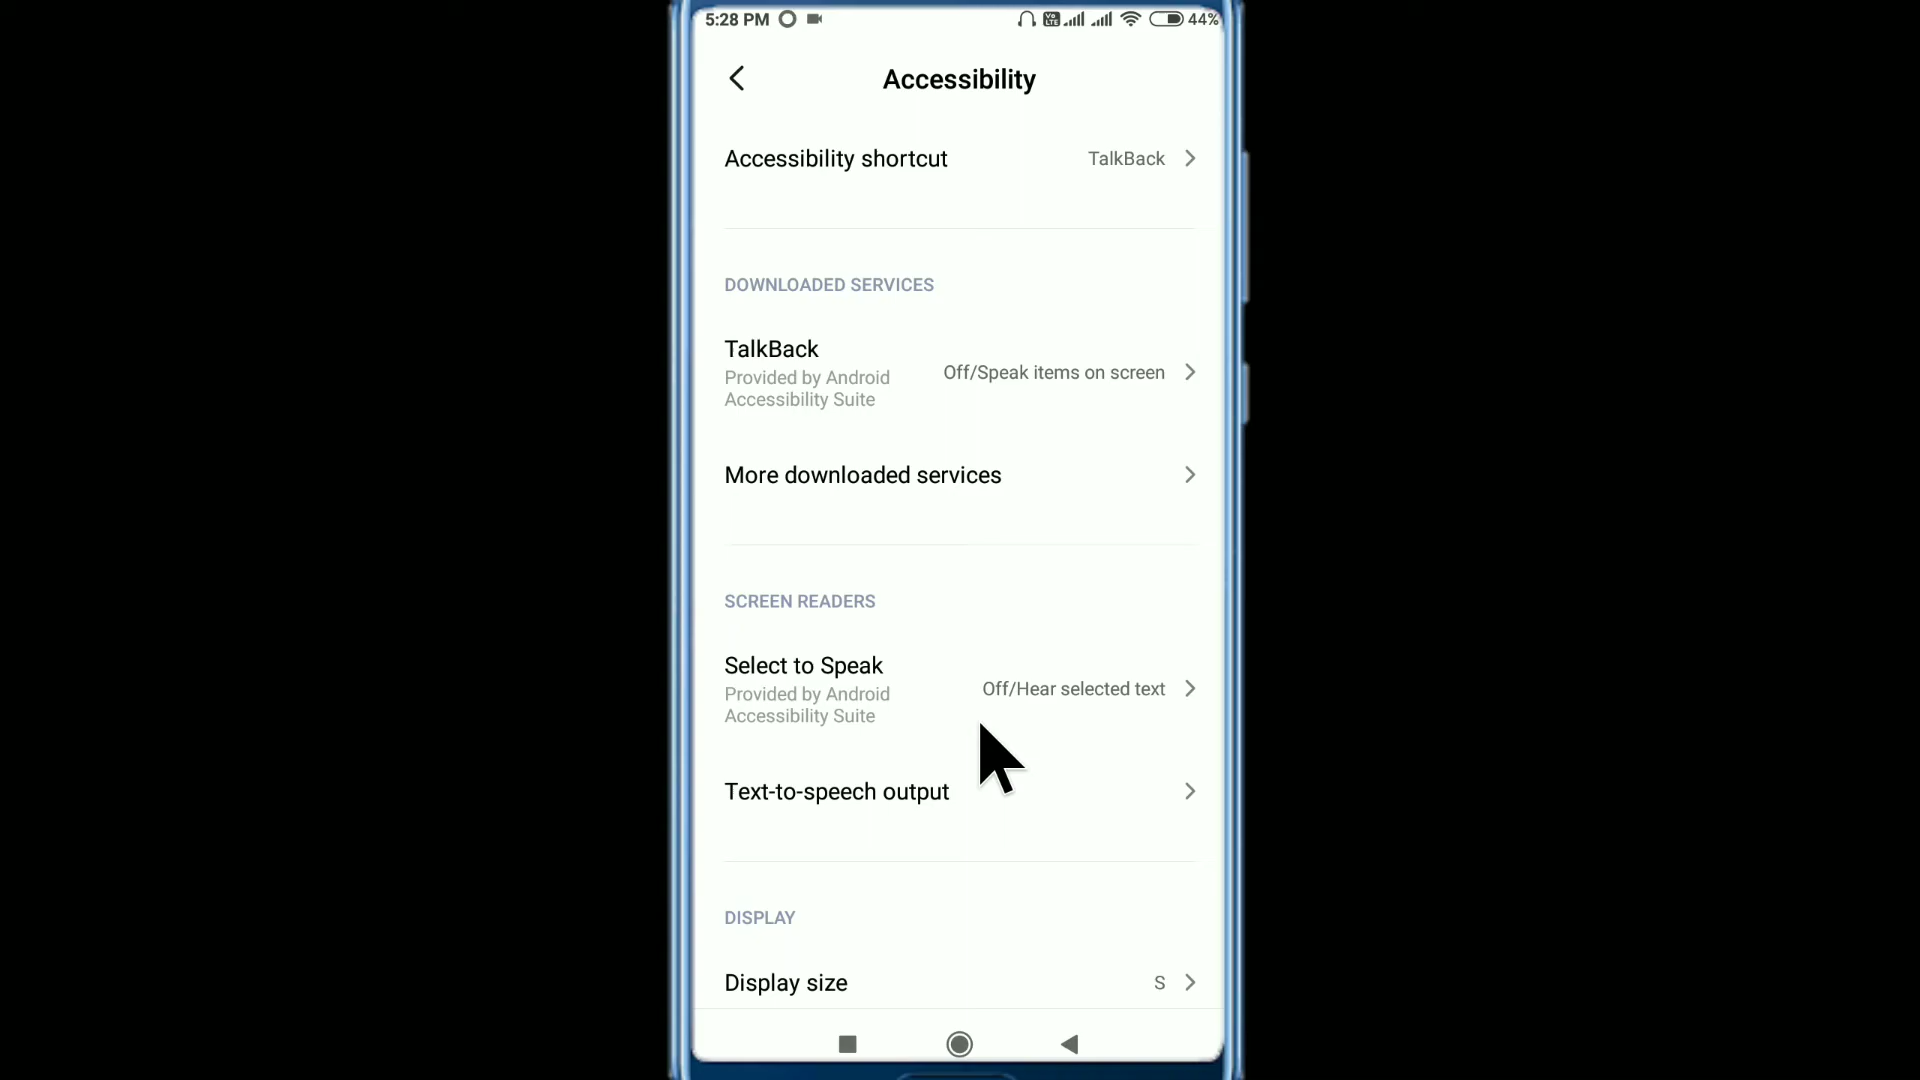 5:28 PM 44%
Accessibility
Accessibility shortcut TalkBack
DOWNLOADED SERVICES
TalkBack
Provided by Android
Accessibility Suite
Off/Speak items on screen
More downloaded services
SCREEN READERS
Select to Speak
Provided by Android
Accessibility Suite
Off/Hear selected text
Text-to-speech output
DISPLAY
Display size S